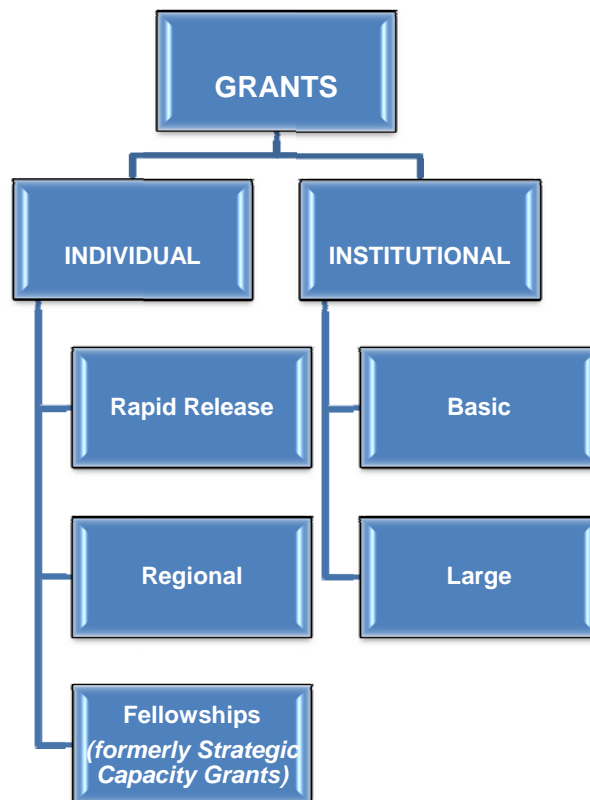 GRANTS
INDIVIDUAL
INSTITUTIONAL
Rapid Release
Basic
Regional
Large
Fellowships
(formerly Strategic
Capacity Grants)